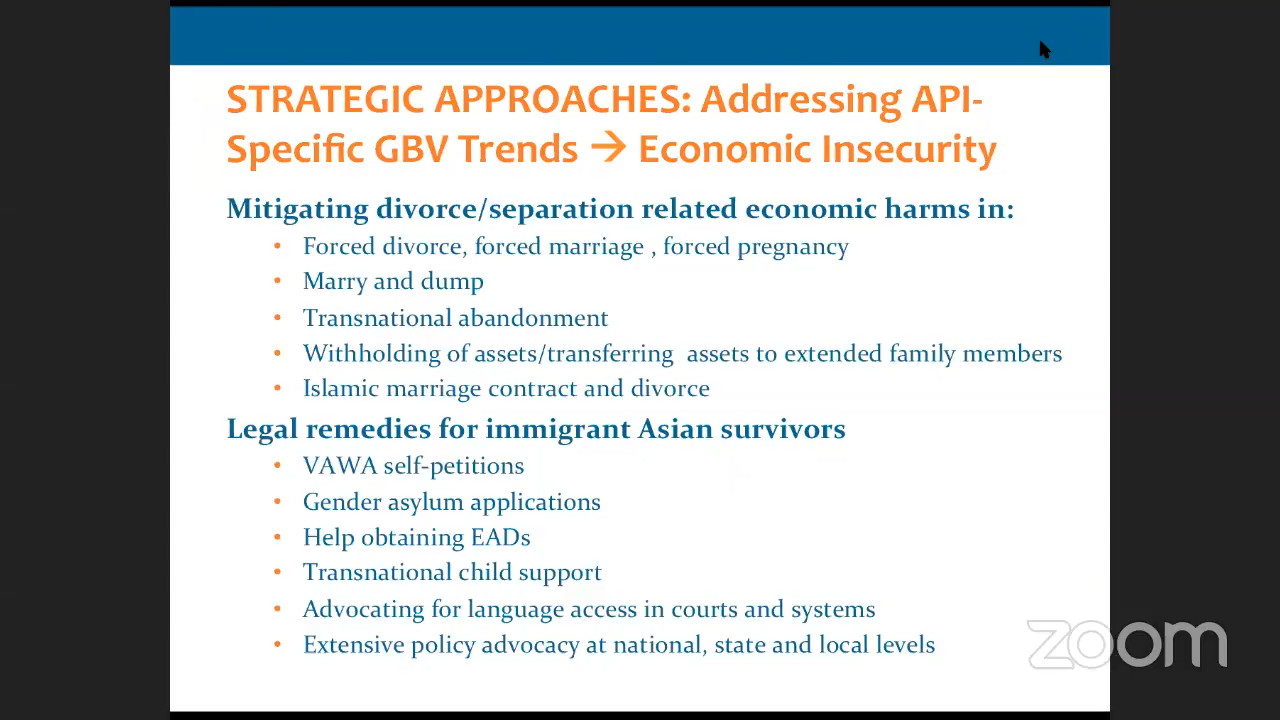 STRATEGIC APPROACHES: Addressing API-
Specific GBV Trends → Economic Insecurity
Mitigating divorce/separation related economic harms in:
• Forced divorce, forced marriage , forced pregnancy
• Marry and dump
• Transnational abandonment
• Withholding of assets/transferring  assets to extended family members
• Islamic marriage contract and divorce
Legal remedies for immigrant Asian survivors
• VAWA self-petitions
• Gender asylum applications
• Help obtaining EADs
• Transnational child support
• Advocating for language access in courts and systems
• Extensive policy advocacy at national, state and local levels
zoom